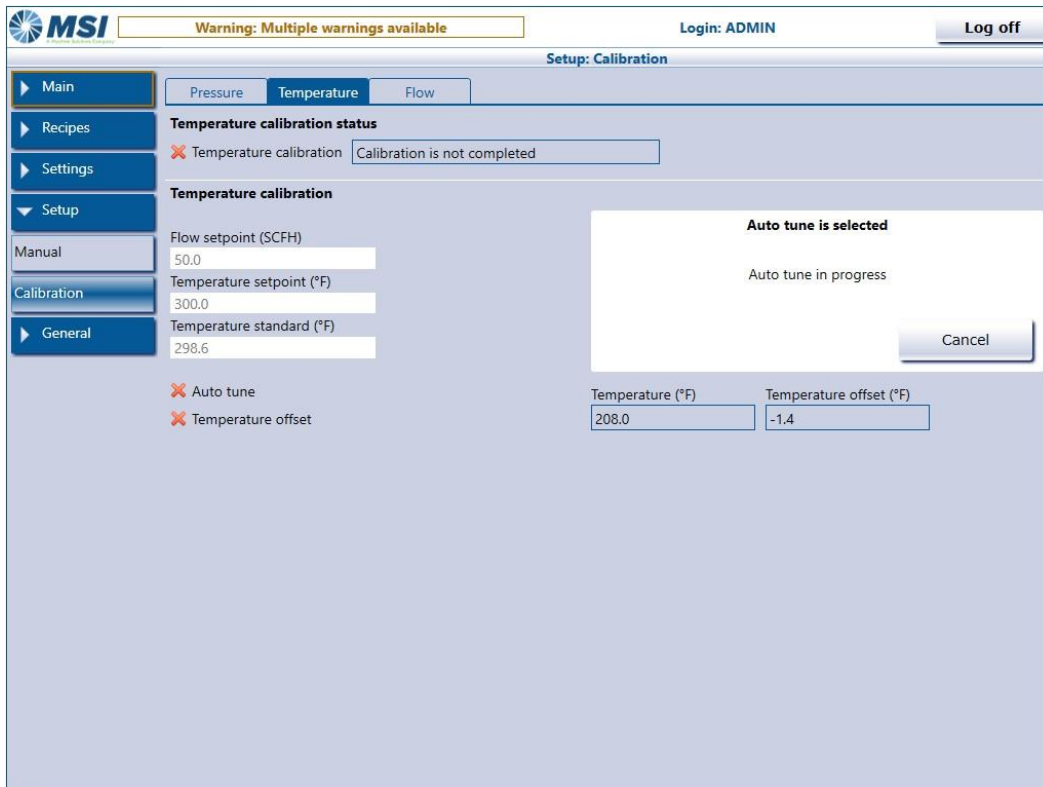 MSI
Warning: Multiple warnings available
Login: ADMIN
Log off
Setup: Calibration
Main
Recipes
Settings
Setup
Manual
Calibration
General
Pressure
Temperature
Flow
Temperature calibration status
Temperature calibration
Calibration is not completed
Temperature calibration
Flow setpoint (SCFH)
50.0
Temperature setpoint (°F)
300.0
Temperature standard (°F)
298.6
Auto tune
Temperature offset
Auto tune is selected
Auto tune in progress
Cancel
Temperature (°F)
208.0
Temperature offset (°F)
-1.4